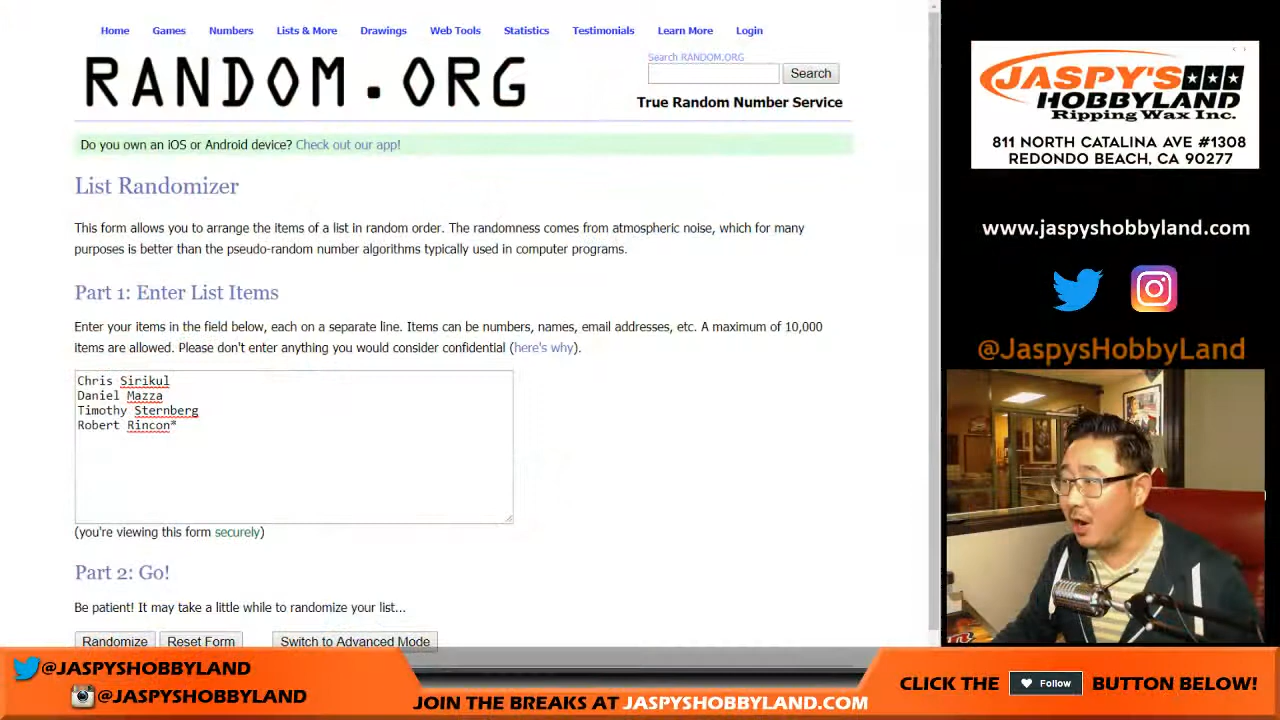 Home Games Numbers Lists & More Drawings Web Tools Statistics Testimonials Learn More Login
RANDOM.ORG
Search RANDOM.ORG
Search
True Random Number Service
Do you own an iOS or Android device? Check out our app!
List Randomizer
This form allows you to arrange the items of a list in random order. The randomness comes from atmospheric noise, which for many
purposes is better than the pseudo-random number algorithms typically used in computer programs.
Part 1: Enter List Items
Enter your items in the field below, each on a separate line. Items can be numbers, names, email addresses, etc. A maximum of 10,000
items are allowed. Please don't enter anything you would consider confidential (here's why).
Chris Sirikul
Daniel Mazza
Timothy Sternberg
Robert Rincon*
(you're viewing this form securely)
Part 2: Go!
Be patient! It may take a little while to randomize your list...
Randomize Reset Form Switch to Advanced Mode
JASPY'S
HOBBYLAND
Ripping Wax Inc.
811 NORTH CATALINA AVE #1308
REDONDO BEACH, CA 90277
www.jaspyshobbyland.com
@JaspysHobbyLand
@JASPYSHOBBYLAND
@JASPYSHOBBYLAND
JOIN THE BREAKS AT JASPYSHOBBYLAND.COM
CLICK THE Follow BUTTON BELOW!